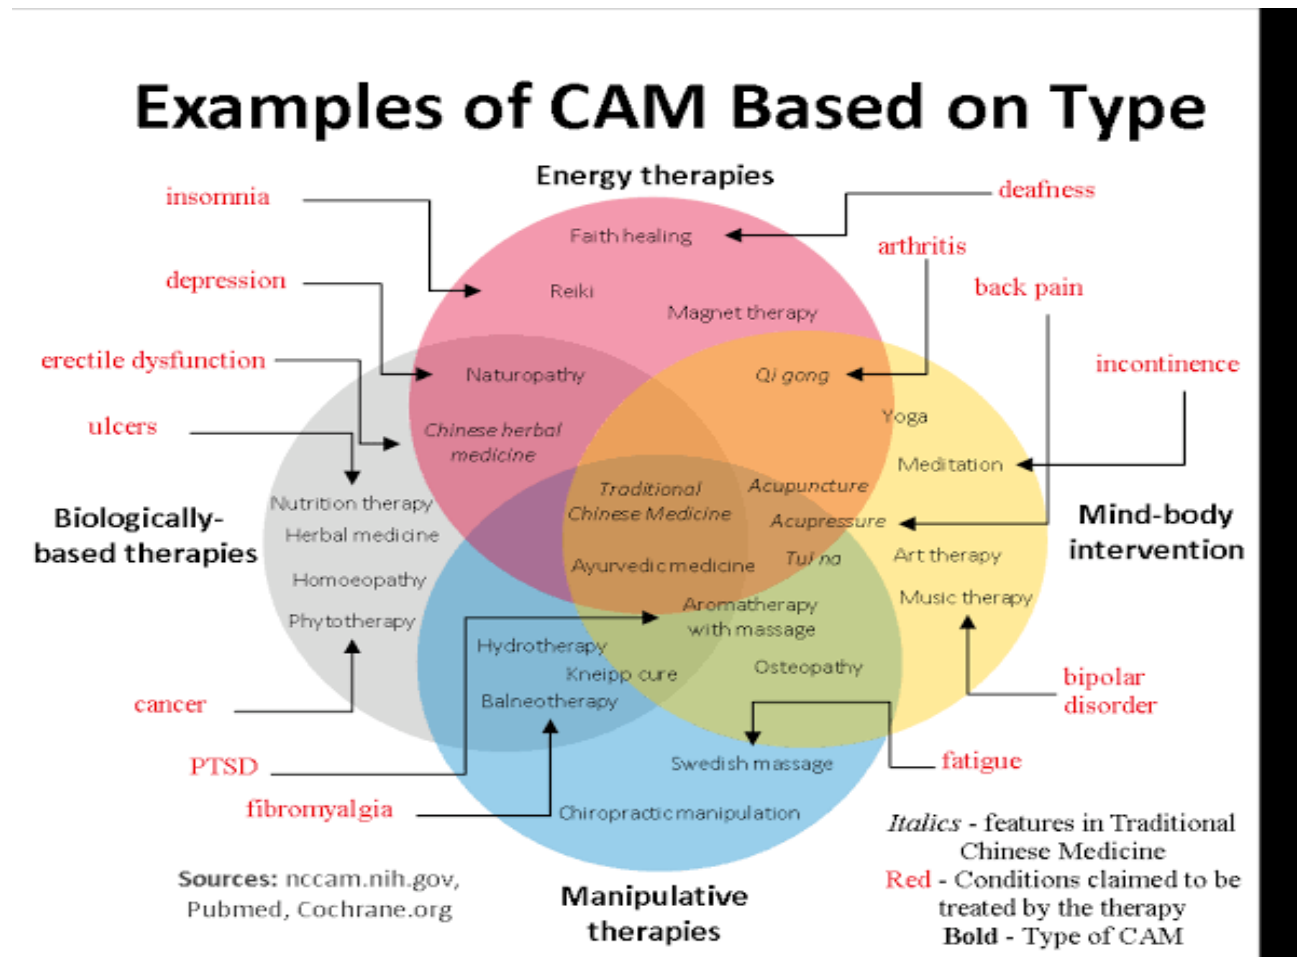 Examples of CAM Based on Type
Energy therapies
insomnia
deafness
Faith healing
arthritis
depression
back pain
Reiki
Magnet therapy
erectile dysfunction
incontinence
Naturopathy
Qi gong
ulcers
Yoga
Chinese herbal
medicine
Meditation
Nutrition therapy
Traditional
Chinese Medicine
Acupuncture
Biologically-
based therapies
Acupressure
Mind-body
intervention
Herbal medicine
Ayurvedic medicine
Tui na
Art therapy
Homoeopathy
Music therapy
Phytotherapy
Aromatherapy
with massage
Hydrotherapy
Osteopathy
Kneipp cure
bipolar
disorder
cancer
Balneotherapy
PTSD
Swedish massage
fatigue
fibromyalgia
Chiropractic manipulation
Italics - features in Traditional
Chinese Medicine
Red - Conditions claimed to be
treated by the therapy
Bold - Type of CAM
Sources: nccam.nih.gov,
Pubmed, Cochrane.org
Manipulative
therapies